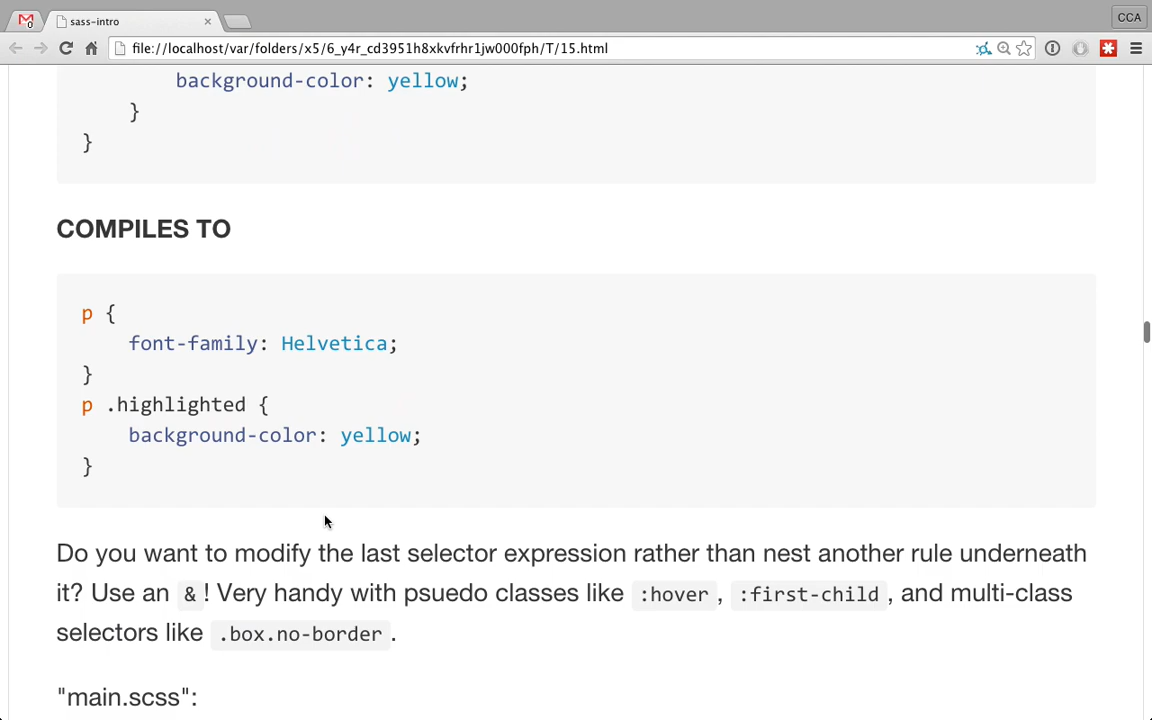 sass-intro
CCA
file://localhost/var/folders/x5/6_y4r_cd3951h8xkvfrhr1jw000fph/T/15.html
background-color: yellow;
}
}
COMPILES TO
p {
font-family: Helvetica;
}
p .highlighted {
background-color: yellow;
}
Do you want to modify the last selector expression rather than nest another rule underneath
it? Use an & ! Very handy with psuedo classes like :hover , :first-child , and multi-class
selectors like .box.no-border .
"main.scss":